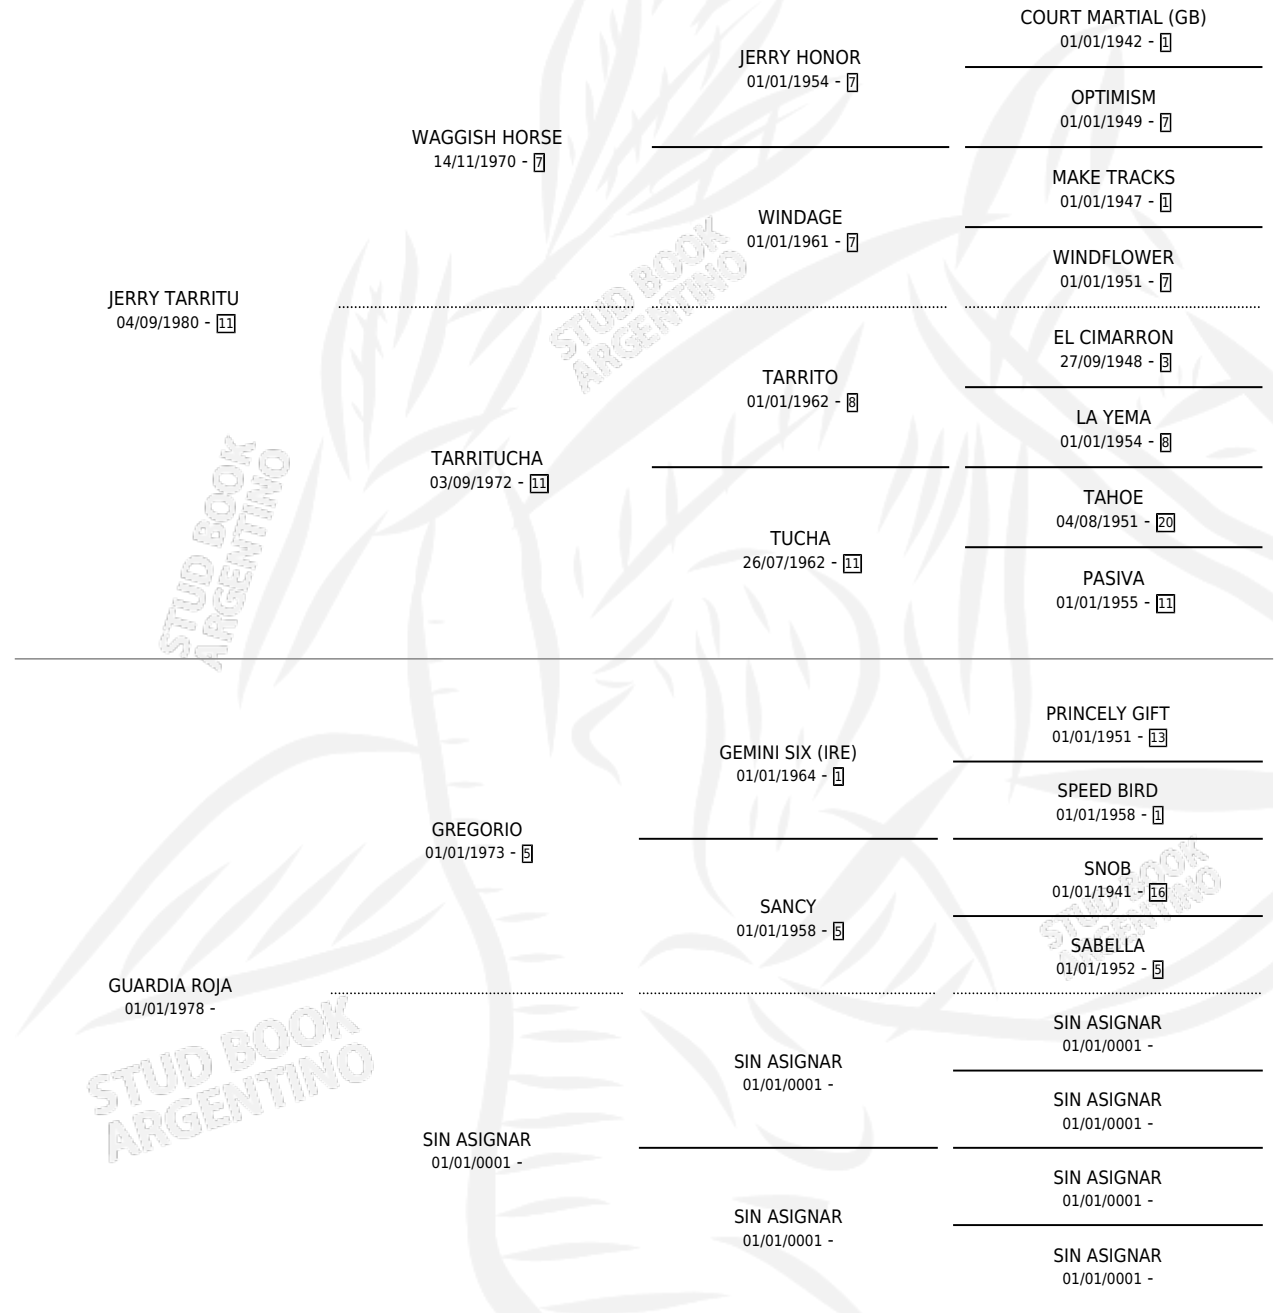 COURT MARTIAL (GB)
01/01/1942 - 1
JERRY HONOR
01/01/1954 - 7
OPTIMISM
01/01/1949 - 7
WAGGISH HORSE
14/11/1970 - 7
MAKE TRACKS
01/01/1947 - 1
WINDAGE
01/01/1961 - 7
WINDFLOWER
01/01/1951 - 7
JERRY TARRITU
04/09/1980 - 11
STUD BOOK
ARGENTINO
EL CIMARRON
27/09/1948 - 3
TARRITO
01/01/1962 - 8
LA YEMA
01/01/1954 - 8
TARRITUCHA
03/09/1972 - 11
TAHOE
04/08/1951 - 20
TUCHA
26/07/1962 - 11
PASIVA
01/01/1955 - 11
STUD BOOK
ARGENTINO
PRINCELY GIFT
01/01/1951 - 13
GEMINI SIX (IRE)
01/01/1964 - 1
SPEED BIRD
01/01/1958 - 1
GREGORIO
01/01/1973 - 5
SNOB
01/01/1941 - 16
SANCY
01/01/1958 - 5
SABELLA
01/01/1952 - 5
STUD BOOK
ARGENTINO
GUARDIA ROJA
01/01/1978 -
SIN ASIGNAR
01/01/0001 -
SIN ASIGNAR
01/01/0001 -
SIN ASIGNAR
01/01/0001 -
STUD BOOK
ARGENTINO
SIN ASIGNAR
01/01/0001 -
SIN ASIGNAR
01/01/0001 -
SIN ASIGNAR
01/01/0001 -
SIN ASIGNAR
01/01/0001 -